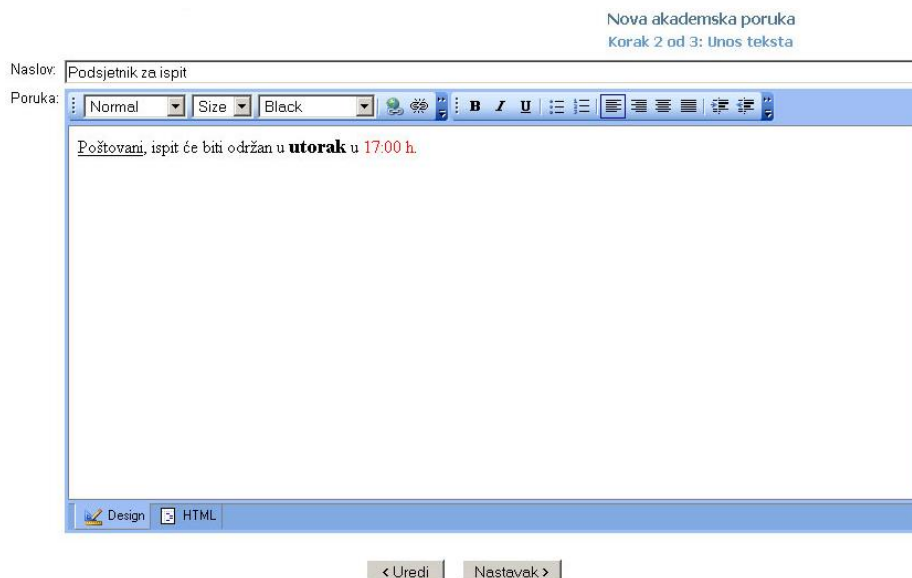 Nova akademska poruka
Korak 2 od 3: Unos teksta
Naslov: Podsjetnik za ispit
Poruka: Normal Size Black B I U
Poštovani, ispit će biti održan u utorak u 17:00 h.
Design HTML
< Uredi Nastavak >